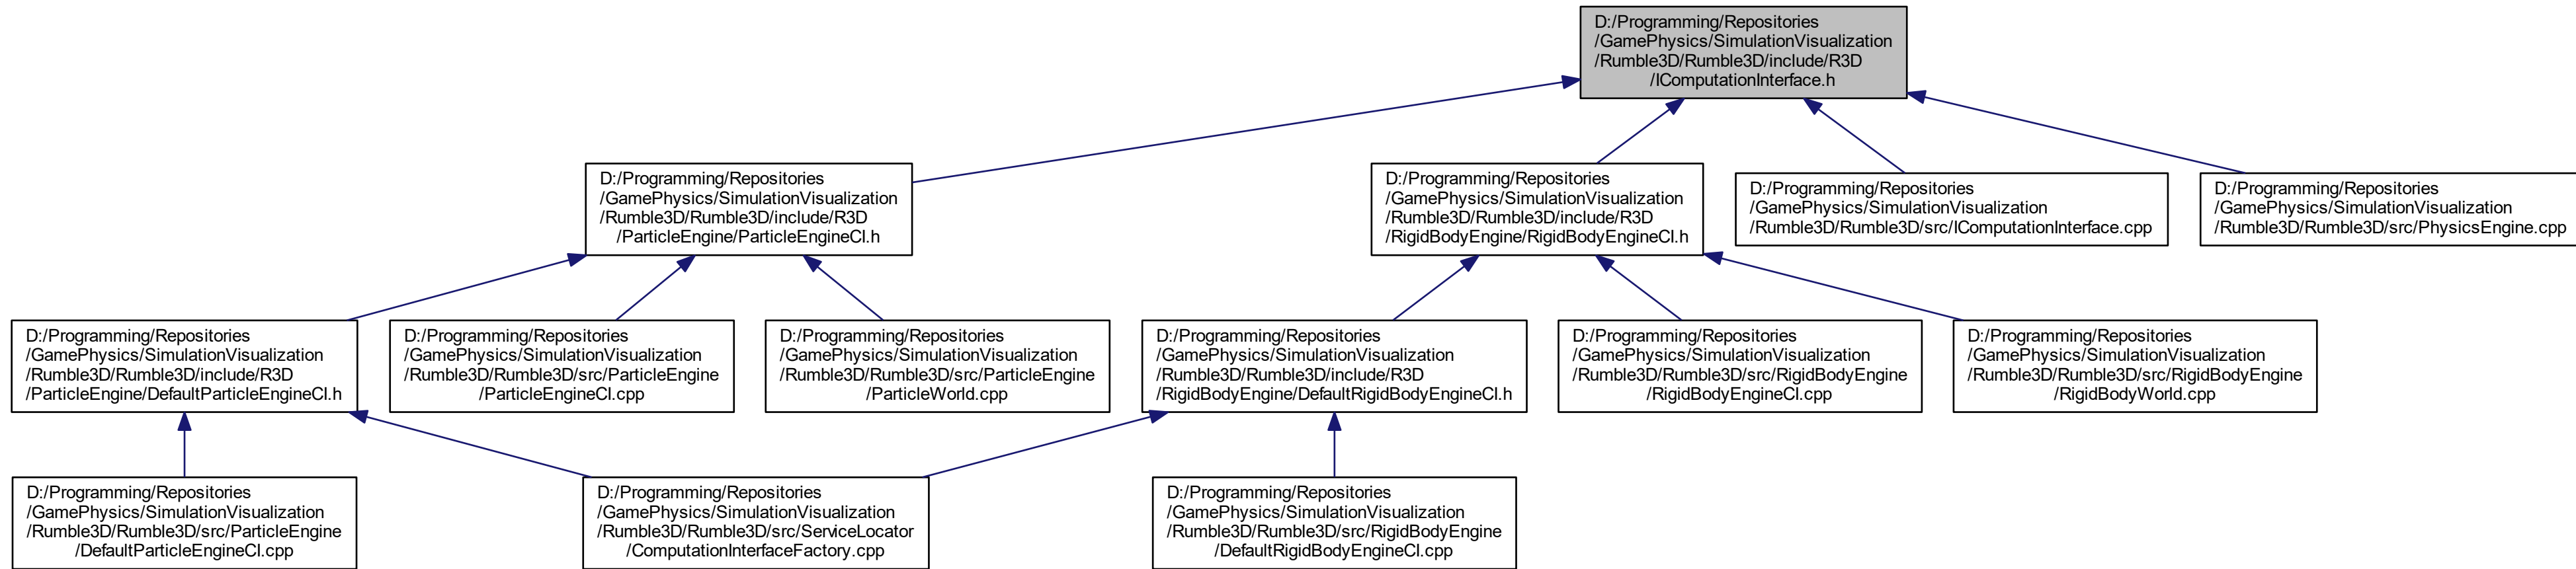 D:/Programming/Repositories
/GamePhysics/SimulationVisualization
/Rumble3D/Rumble3D/include/R3D
/IComputationInterface.h
D:/Programming/Repositories
/GamePhysics/SimulationVisualization
/Rumble3D/Rumble3D/include/R3D
/ParticleEngine/ParticleEngineCI.h
D:/Programming/Repositories
/GamePhysics/SimulationVisualization
/Rumble3D/Rumble3D/include/R3D
/RigidBodyEngine/RigidBodyEngineCI.h
D:/Programming/Repositories
/GamePhysics/SimulationVisualization
/Rumble3D/Rumble3D/src/IComputationInterface.cpp
D:/Programming/Repositories
/GamePhysics/SimulationVisualization
/Rumble3D/Rumble3D/src/PhysicsEngine.cpp
D:/Programming/Repositories
/GamePhysics/SimulationVisualization
/Rumble3D/Rumble3D/include/R3D
/ParticleEngine/DefaultParticleEngineCI.h
D:/Programming/Repositories
/GamePhysics/SimulationVisualization
/Rumble3D/Rumble3D/src/ParticleEngine
/ParticleEngineCI.cpp
D:/Programming/Repositories
/GamePhysics/SimulationVisualization
/Rumble3D/Rumble3D/src/ParticleEngine
/ParticleWorld.cpp
D:/Programming/Repositories
/GamePhysics/SimulationVisualization
/Rumble3D/Rumble3D/include/R3D
/RigidBodyEngine/DefaultRigidBodyEngineCI.h
D:/Programming/Repositories
/GamePhysics/SimulationVisualization
/Rumble3D/Rumble3D/src/RigidBodyEngine
/RigidBodyEngineCI.cpp
D:/Programming/Repositories
/GamePhysics/SimulationVisualization
/Rumble3D/Rumble3D/src/RigidBodyEngine
/RigidBodyWorld.cpp
D:/Programming/Repositories
/GamePhysics/SimulationVisualization
/Rumble3D/Rumble3D/src/ParticleEngine
/DefaultParticleEngineCI.cpp
D:/Programming/Repositories
/GamePhysics/SimulationVisualization
/Rumble3D/Rumble3D/src/ServiceLocator
/ComputationInterfaceFactory.cpp
D:/Programming/Repositories
/GamePhysics/SimulationVisualization
/Rumble3D/Rumble3D/src/RigidBodyEngine
/DefaultRigidBodyEngineCI.cpp